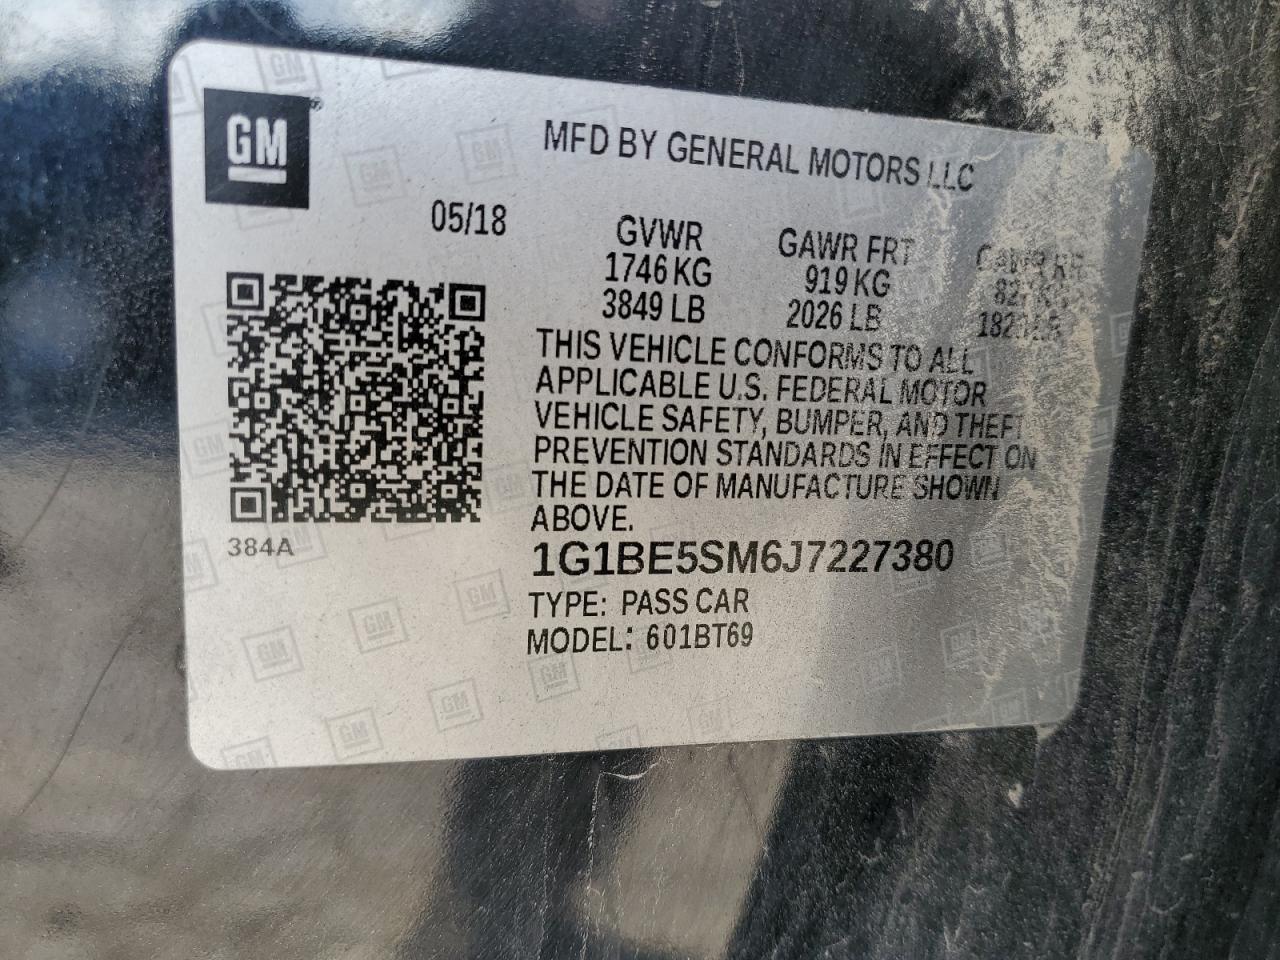 GM
MFD BY GENERAL MOTORS LLC
05/18
GVWR
1746 KG
3849 LB
GAWR FRT
919 KG
2026 LB
GAWR RR
THIS VEHICLE CONFORMS TO ALL
APPLICABLE U.S. FEDERAL MOTOR
VEHICLE SAFETY, BUMPER, AND THEFT
PREVENTION STANDARDS IN EFFECT ON
THE DATE OF MANUFACTURE SHOWN
ABOVE.
384A
1G1BE5SM6J7227380
TYPE: PASS CAR
MODEL: 601BT69